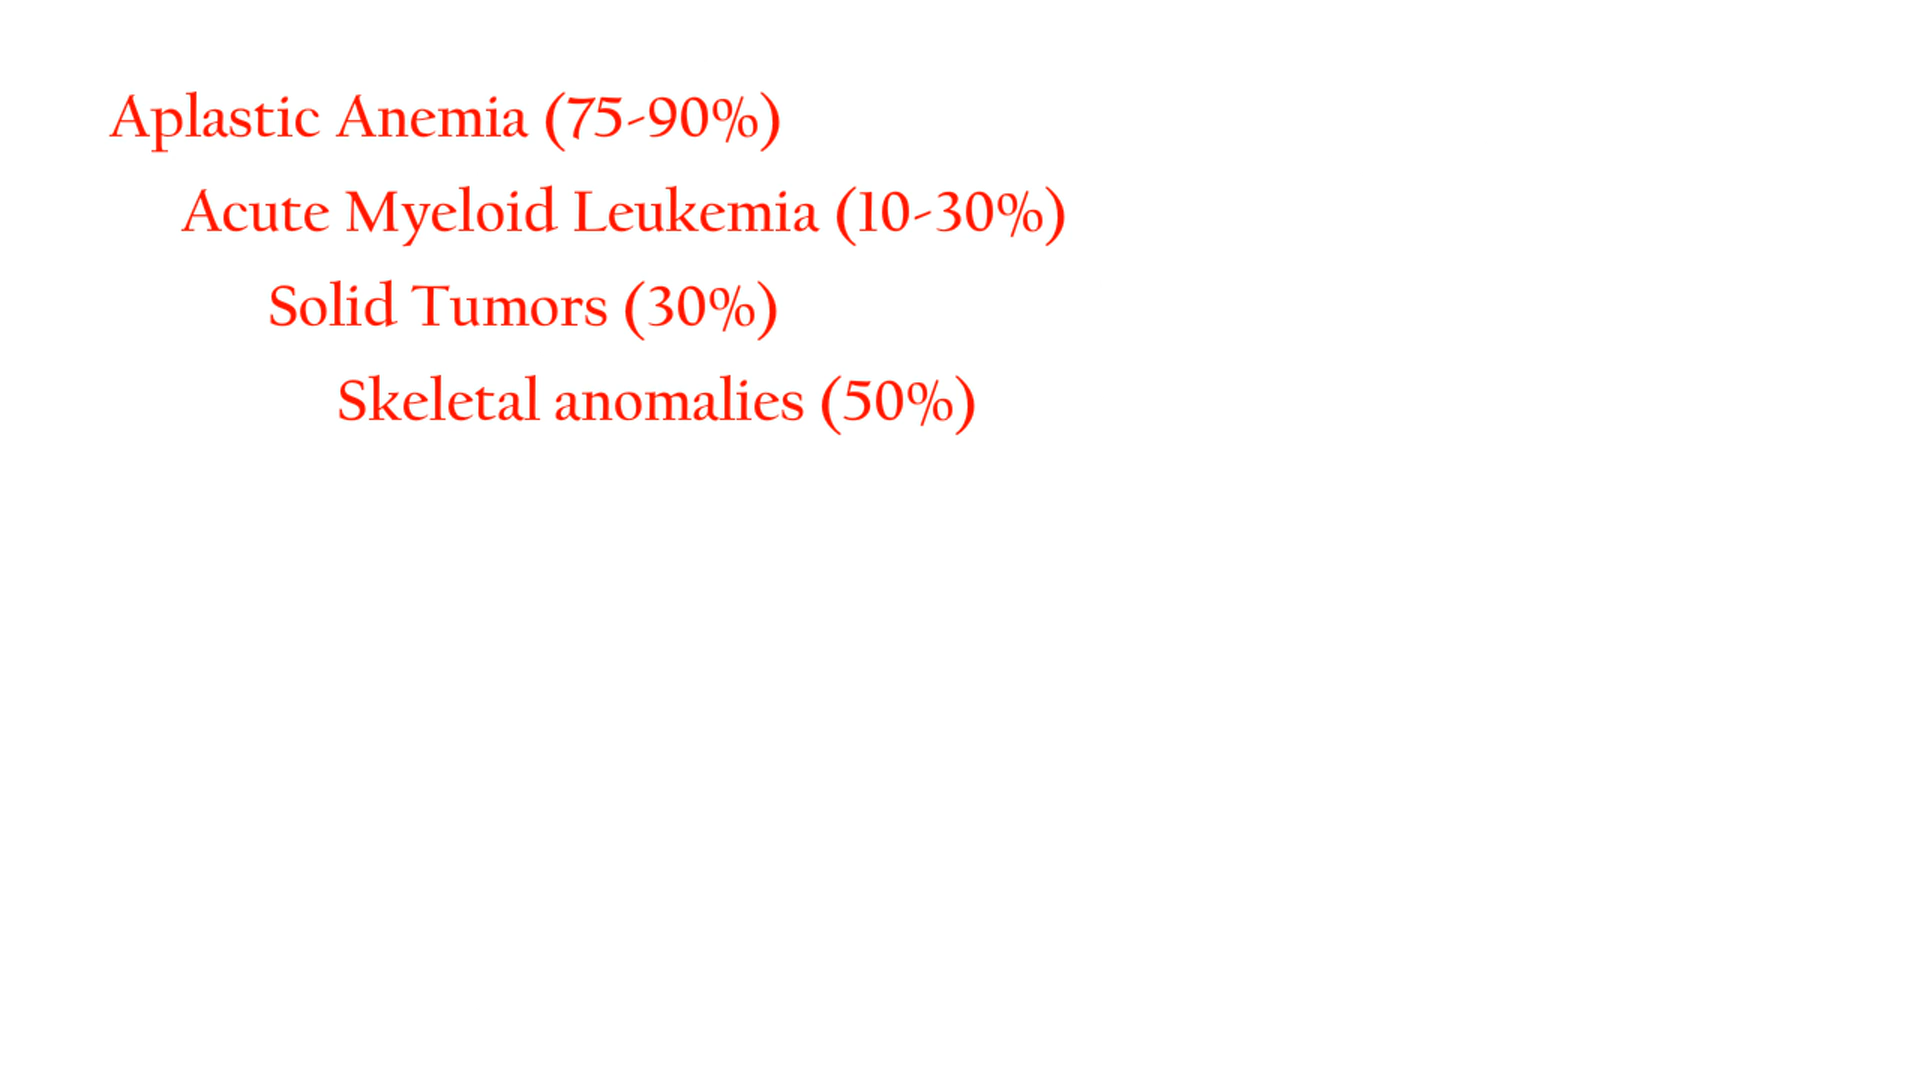 Aplastic Anemia (75-90%)
Acute Myeloid Leukemia (10-30%)
Solid Tumors (30%)
Skeletal anomalies (50%)